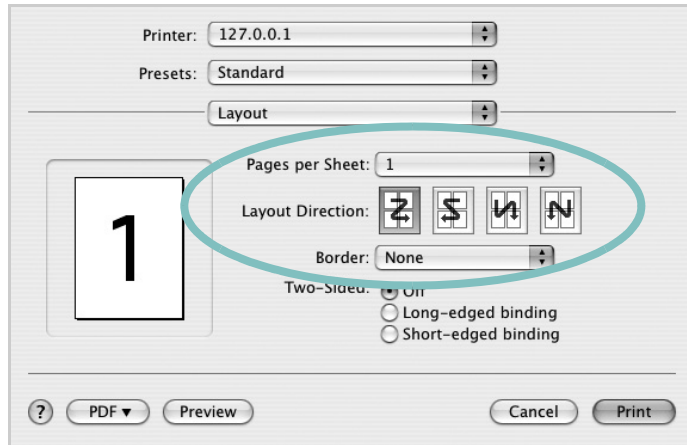 Printer: 127.0.0.1
Presets: Standard
Layout
Pages per Sheet: 1
Layout Direction:
Border: None
Two-Sided: Off
Long-edged binding
Short-edged binding
1
? PDF Preview Cancel Print